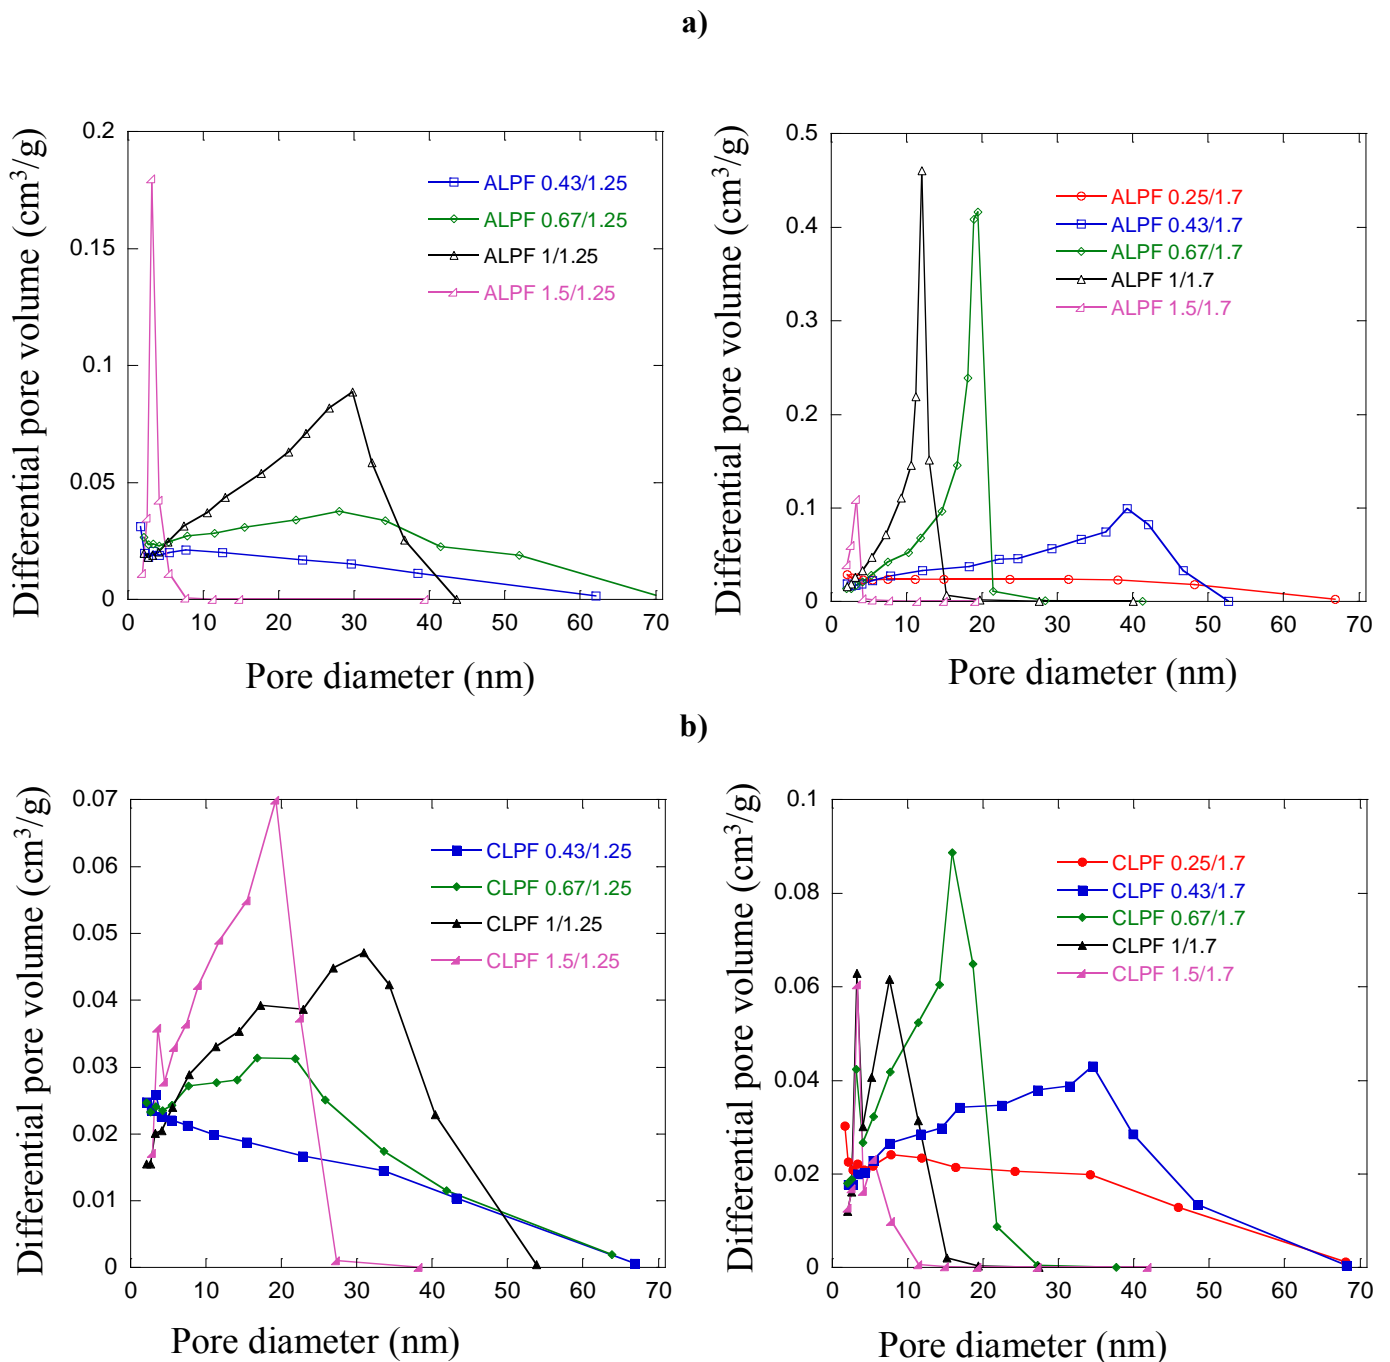 a)
Differential pore volume (cm³/g)
0.2
0.15
0.1
0.05
0
0 10 20 30 40 50 60 70
Pore diameter (nm)
ALPF 0.43/1.25
ALPF 0.67/1.25
ALPF 1/1.25
ALPF 1.5/1.25
Differential pore volume (cm³/g)
0.5
0.4
0.3
0.2
0.1
0
0 10 20 30 40 50 60 70
Pore diameter (nm)
ALPF 0.25/1.7
ALPF 0.43/1.7
ALPF 0.67/1.7
ALPF 1/1.7
ALPF 1.5/1.7
b)
Differential pore volume (cm³/g)
0.07
0.06
0.05
0.04
0.03
0.02
0.01
0
0 10 20 30 40 50 60 70
Pore diameter (nm)
CLPF 0.43/1.25
CLPF 0.67/1.25
CLPF 1/1.25
CLPF 1.5/1.25
Differential pore volume (cm³/g)
0.1
0.08
0.06
0.04
0.02
0
0 10 20 30 40 50 60 70
Pore diameter (nm)
CLPF 0.25/1.7
CLPF 0.43/1.7
CLPF 0.67/1.7
CLPF 1/1.7
CLPF 1.5/1.7